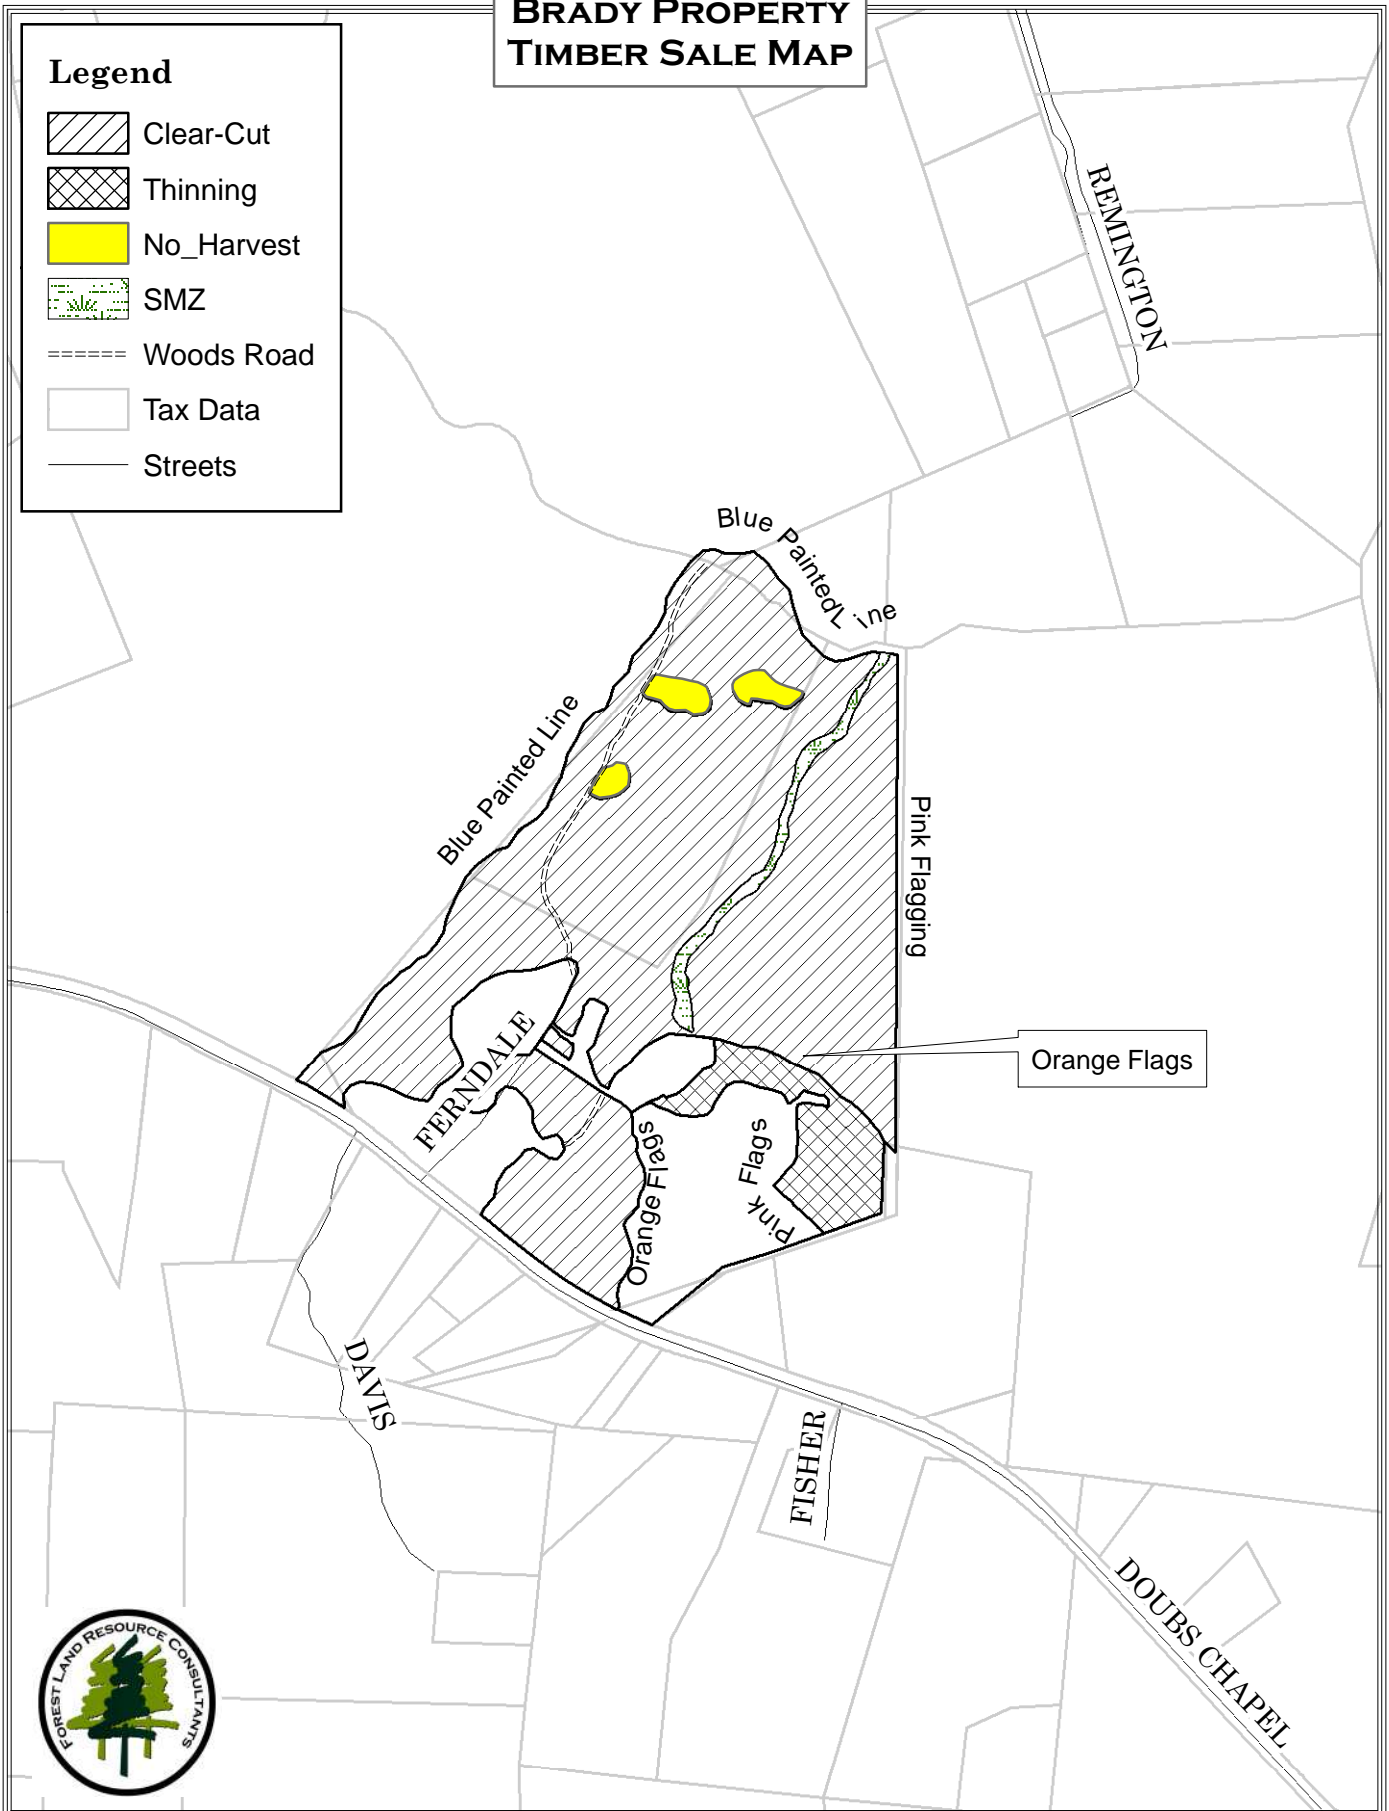 BRADY PROPERTY
TIMBER SALE MAP
Legend
Clear-Cut
Thinning
No_Harvest
SMZ
Woods Road
Tax Data
Streets
REMINGTON
Blue Painted Line
Blue Painted Line
Pink Flagging
Orange Flags
FERNDALE
Orange Flags
Pink Flags
DAVIS
FISHER
DOUBS CHAPEL
FOREST LAND RESOURCE CONSULTANTS